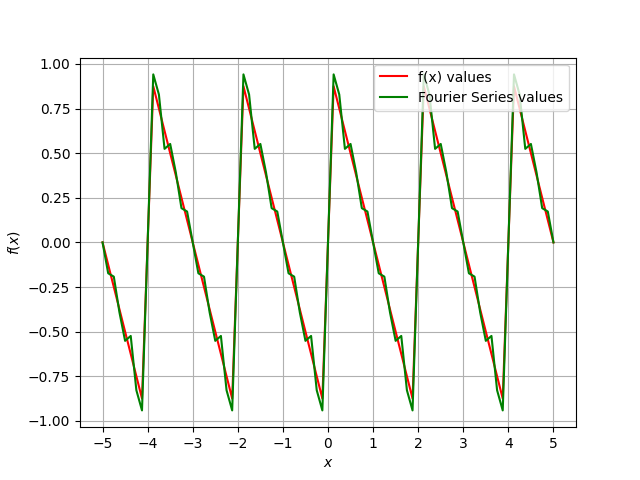 1.00
0.75
0.50
0.25
0.00
−0.25
−0.50
−0.75
−1.00
f(x)
f(x) values
Fourier Series values
−5 −4 −3 −2 −1 0 1 2 3 4 5
x